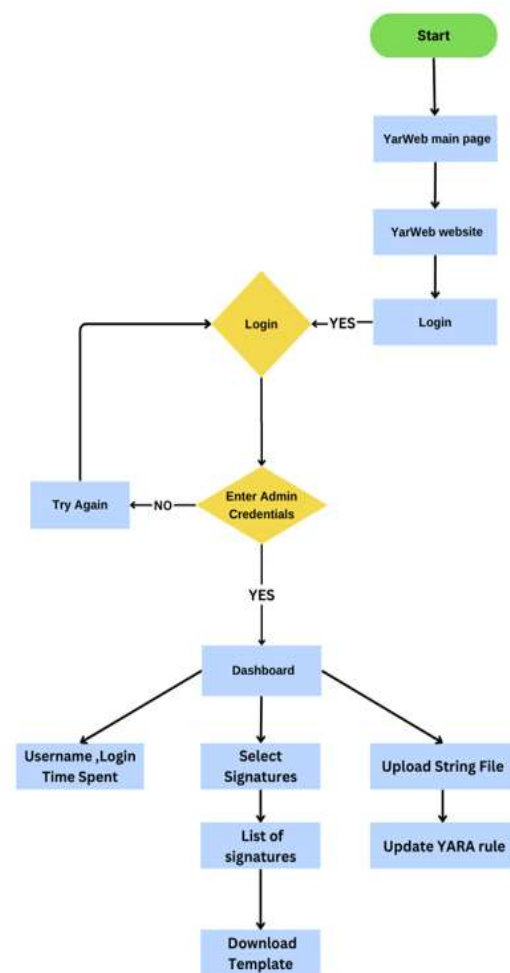 Start
YarWeb main page
YarWeb website
Login
YES
Login
Enter Admin
Credentials
NO
Try Again
YES
Dashboard
Username ,Login
Time Spent
Select
Signatures
Upload String File
List of
signatures
Update YARA rule
Download
Template